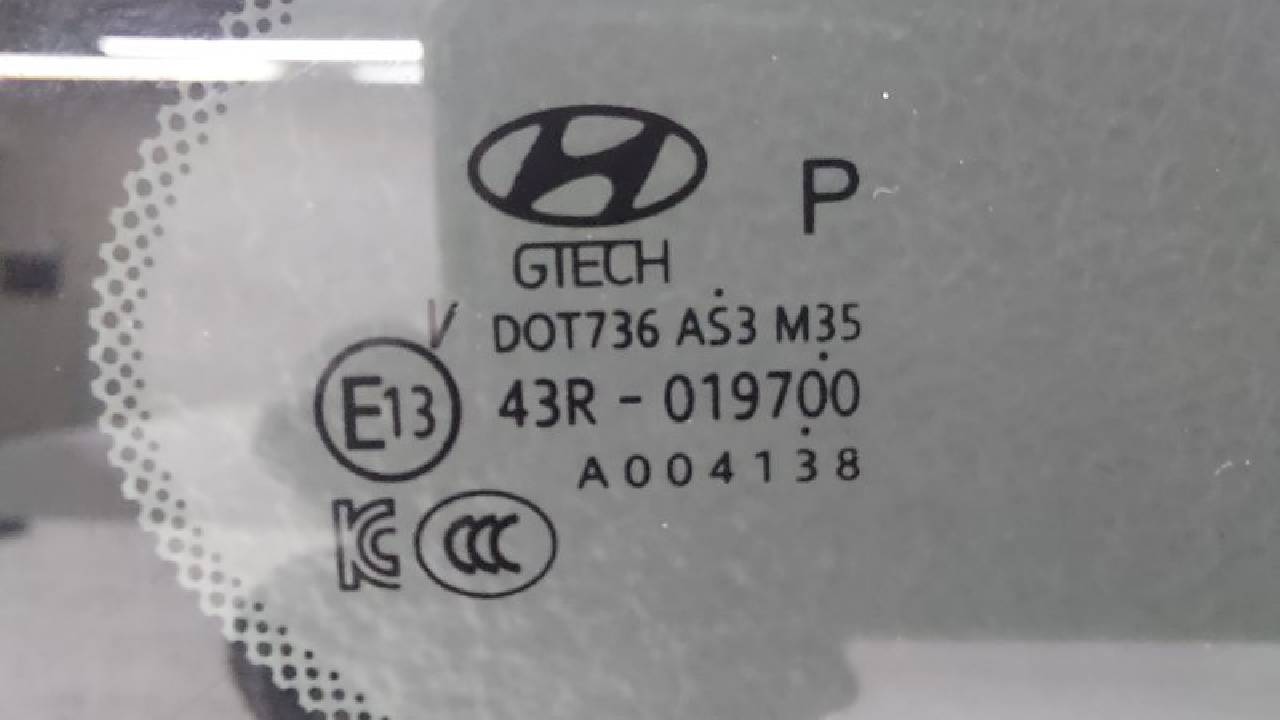 P
GTECH
V DOT736 AS3 M35
E13 43R - 019700
A004138
KC CCC